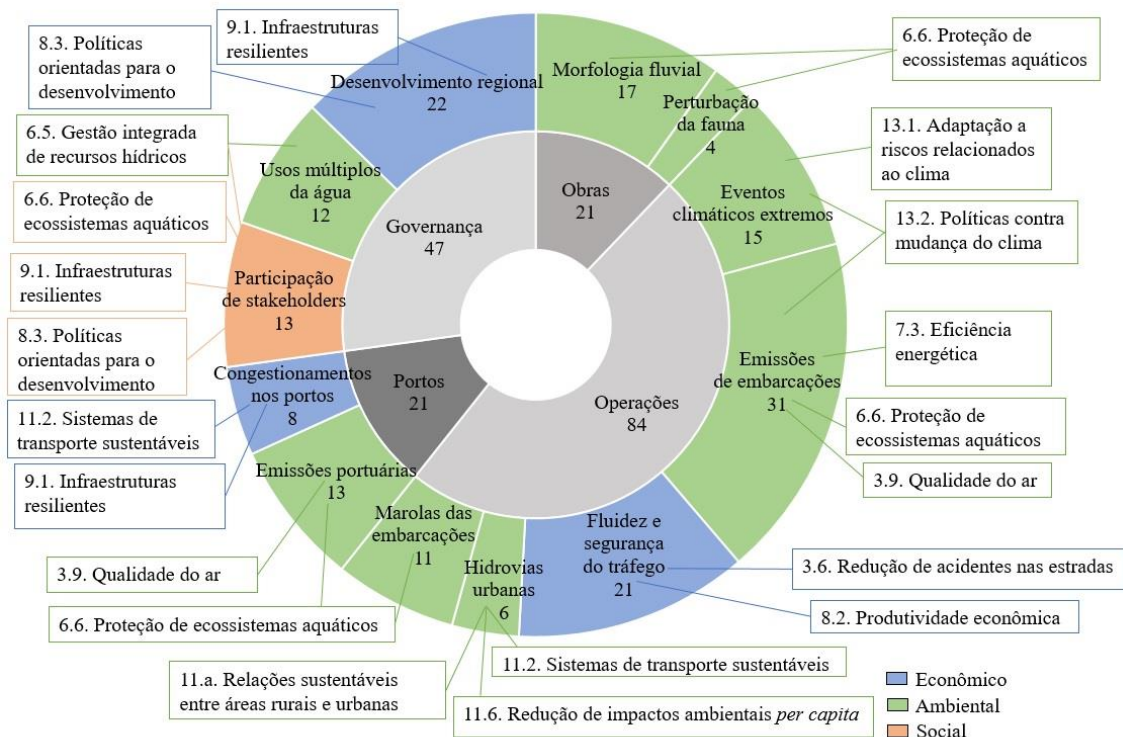 9.1. Infraestruturas
resilientes
8.3. Políticas
orientadas para o
desenvolvimento
Desenvolvimento regional
22
Morfologia fluvial
17
6.6. Proteção de
ecossistemas aquáticos
Perturbação
da fauna
4
6.5. Gestão integrada
de recursos hídricos
Usos múltiplos
da água
12
13.1. Adaptação a
riscos relacionados
ao clima
Obras
21
Eventos
climáticos extremos
15
6.6. Proteção de
ecossistemas aquáticos
Governança
47
13.2. Políticas contra
mudança do clima
9.1. Infraestruturas
resilientes
Participação
de stakeholders
13
8.3. Políticas
orientadas para o
desenvolvimento
7.3. Eficiência
energética
Emissões
de embarcações
31
Congestionamentos
nos portos
8
Portos
21
Operações
84
11.2. Sistemas de
transporte sustentáveis
6.6. Proteção de
ecossistemas aquáticos
9.1. Infraestruturas
resilientes
Emissões portuárias
13
3.9. Qualidade do ar
Marolas das
embarcações
11
Fluidez e
segurança
do tráfego
21
Hidrovias
urbanas
6
3.9. Qualidade do ar
3.6. Redução de acidentes nas estradas
8.2. Produtividade econômica
6.6. Proteção de ecossistemas aquáticos
11.2. Sistemas de transporte sustentáveis
11.a. Relações sustentáveis
entre áreas rurais e urbanas
11.6. Redução de impactos ambientais per capita
Econômico
Ambiental
Social